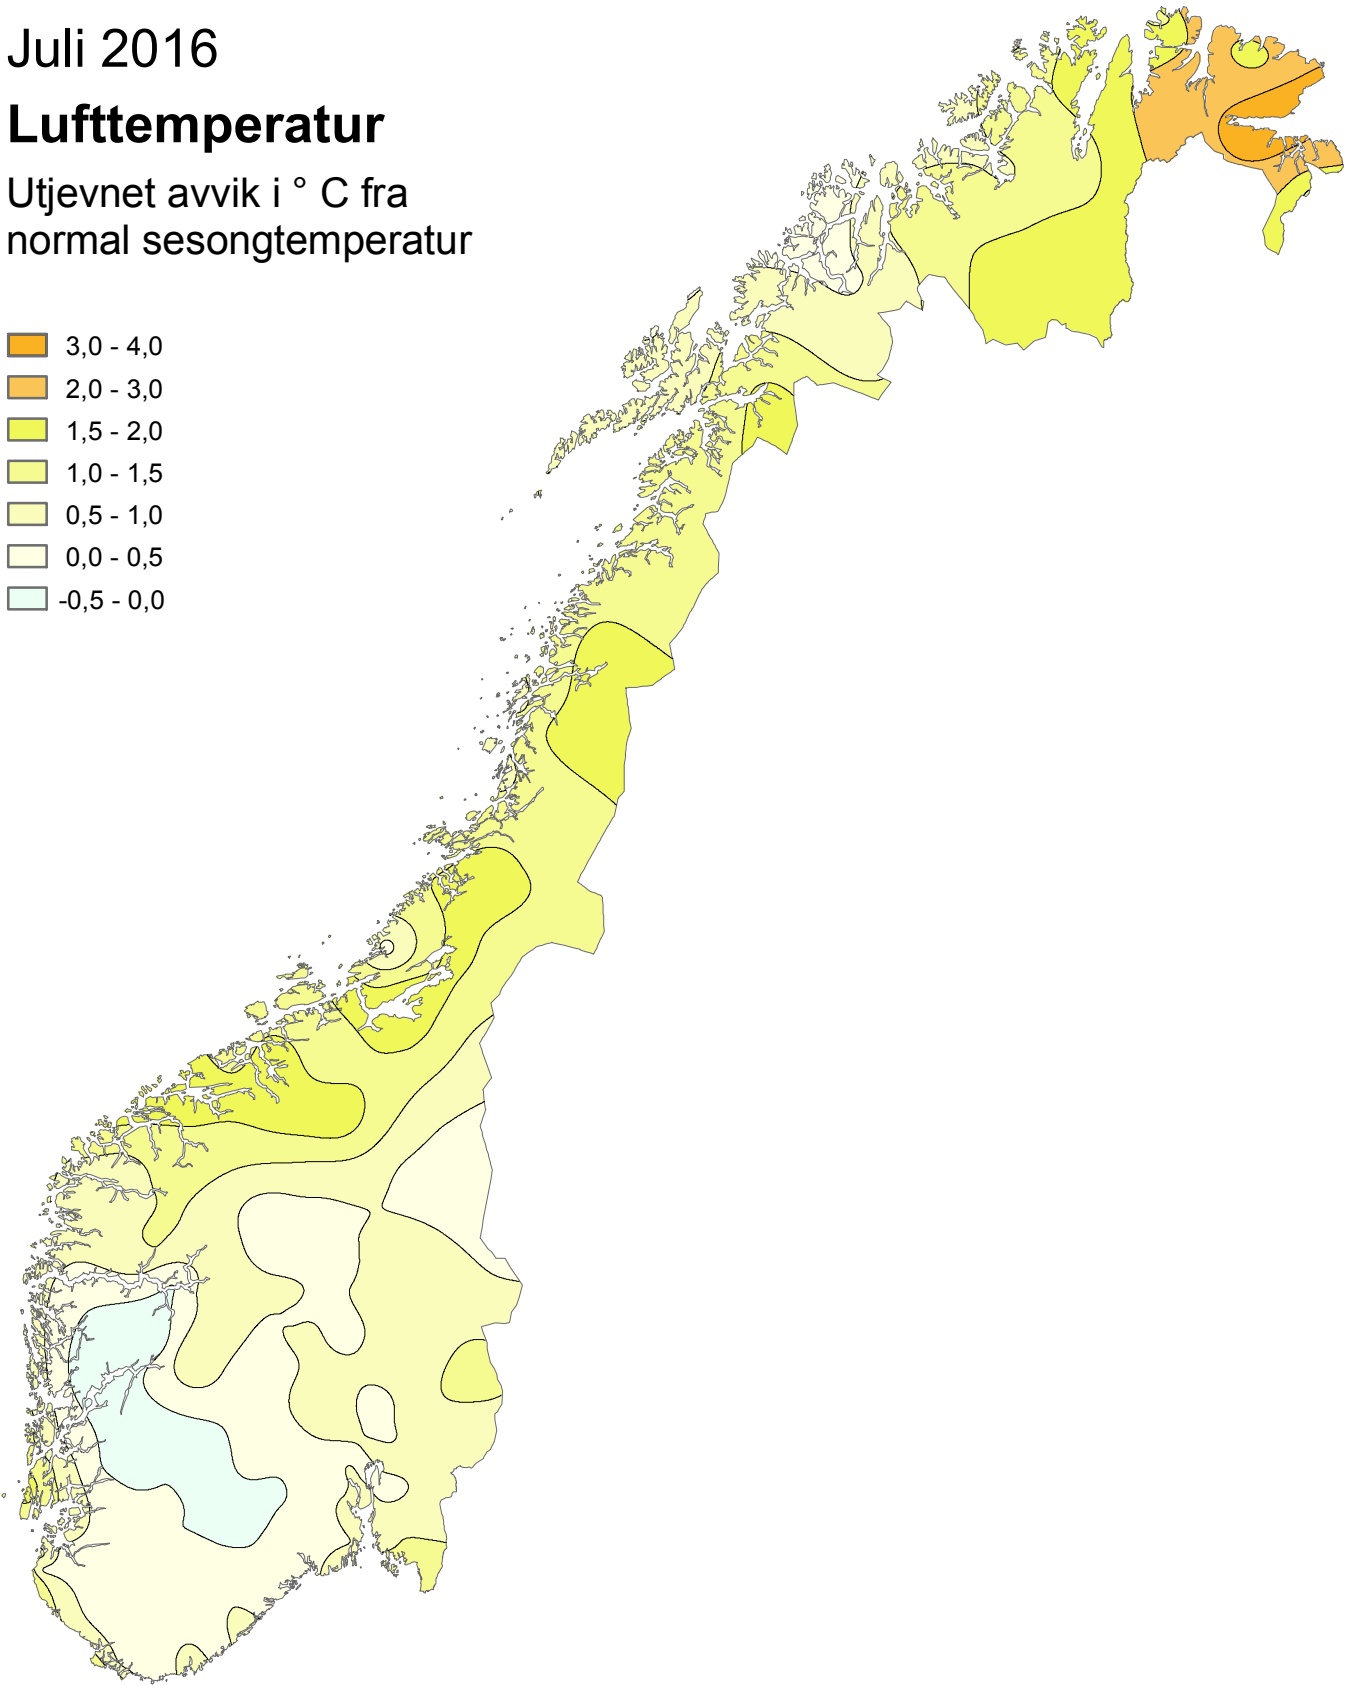 Juli 2016
Lufttemperatur
Utjevnet avvik i ° C fra
normal sesongtemperatur
3,0 - 4,0
2,0 - 3,0
1,5 - 2,0
1,0 - 1,5
0,5 - 1,0
0,0 - 0,5
-0,5 - 0,0